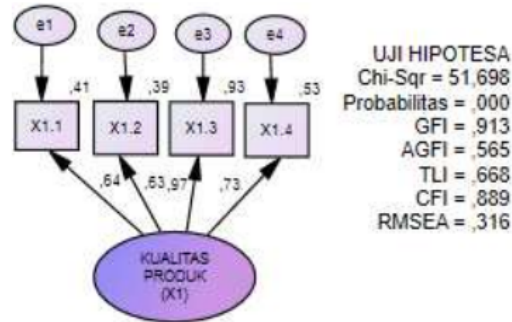 e1
e2
e3
e4
,41
,39
,93
,53
X1.1
X1.2
X1.3
X1.4
,64
,63
,97
,73
KUALITAS
PRODUK
(X1)
UJI HIPOTESA
Chi-Sqr = 51,698
Probabilitas = ,000
GFI = ,913
AGFI = ,565
TLI = ,668
CFI = ,889
RMSEA = ,316